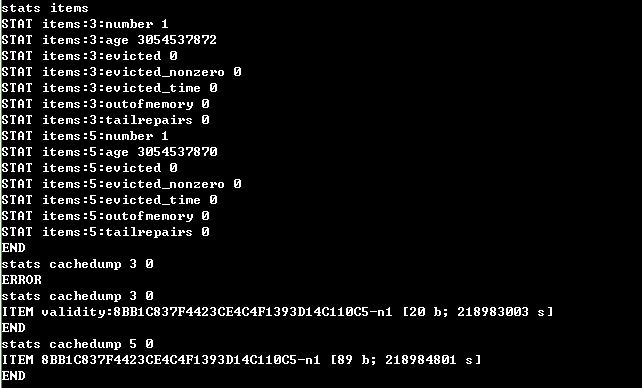 stats items
STAT items:3:number 1
STAT items:3:age 3054537872
STAT items:3:evicted 0
STAT items:3:evicted_nonzero 0
STAT items:3:evicted_time 0
STAT items:3:outofmemory 0
STAT items:3:tailrepairs 0
STAT items:5:number 1
STAT items:5:age 3054537870
STAT items:5:evicted 0
STAT items:5:evicted_nonzero 0
STAT items:5:evicted_time 0
STAT items:5:outofmemory 0
STAT items:5:tailrepairs 0
END
stats cachedump 3 0
ERROR
stats cachedump 3 0
ITEM validity:8BB1C837F4423CE4C4F1393D14C110C5-n1 [20 b; 218983003 s]
END
stats cachedump 5 0
ITEM 8BB1C837F4423CE4C4F1393D14C110C5-n1 [89 b; 218984801 s]
END